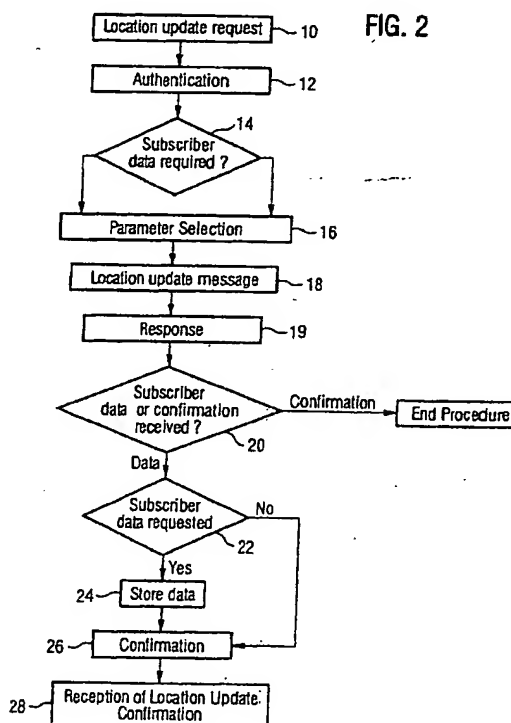 FIG. 2
Location update request
10
Authentication
12
14
Subscriber
data required ?
Parameter Selection
16
Location update message
18
Response
19
Subscriber
data or confirmation
received ?
20
Confirmation
End Procedure
Data
Subscriber
data requested
22
No
Yes
24
Store data
26
Confirmation
28
Reception of Location Update:
Confirmation